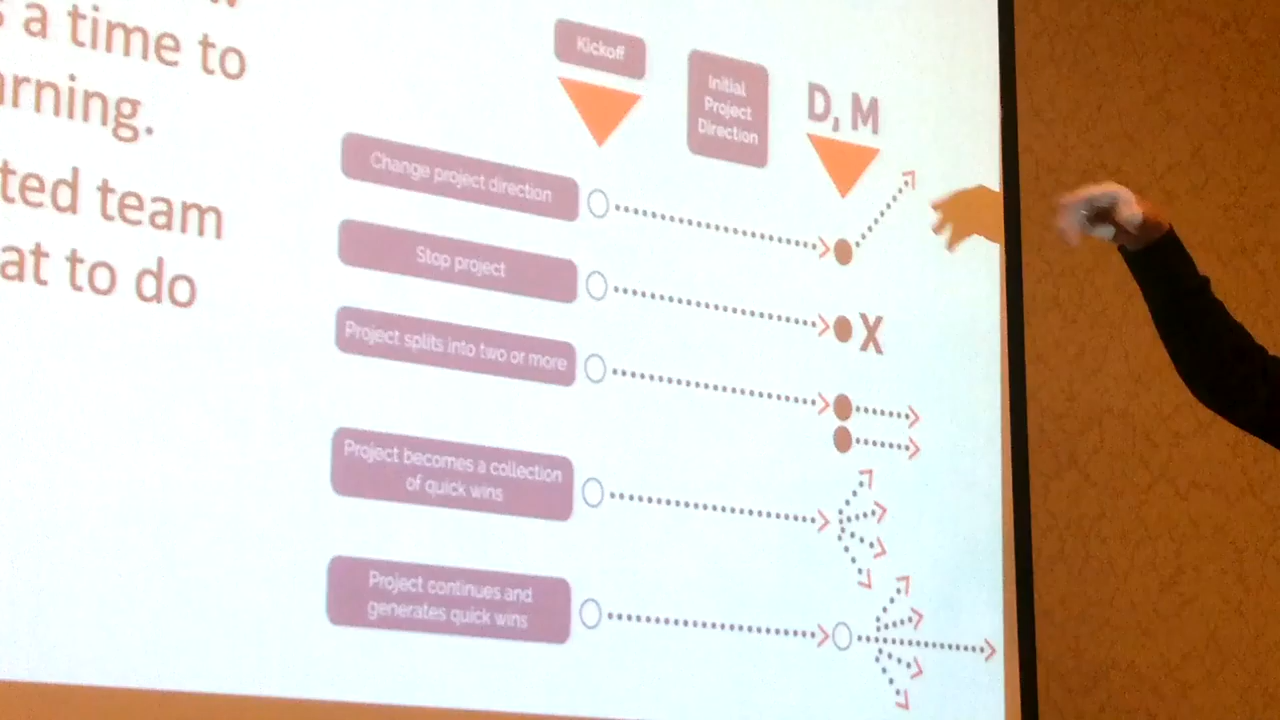 a time to
arning.
ted team
at to do
Kickoff
Initial
Project
Direction
D, M
Change project direction
Stop project
X
Project splits into two or more
Project becomes a collection
of quick wins
Project continues and
generates quick wins